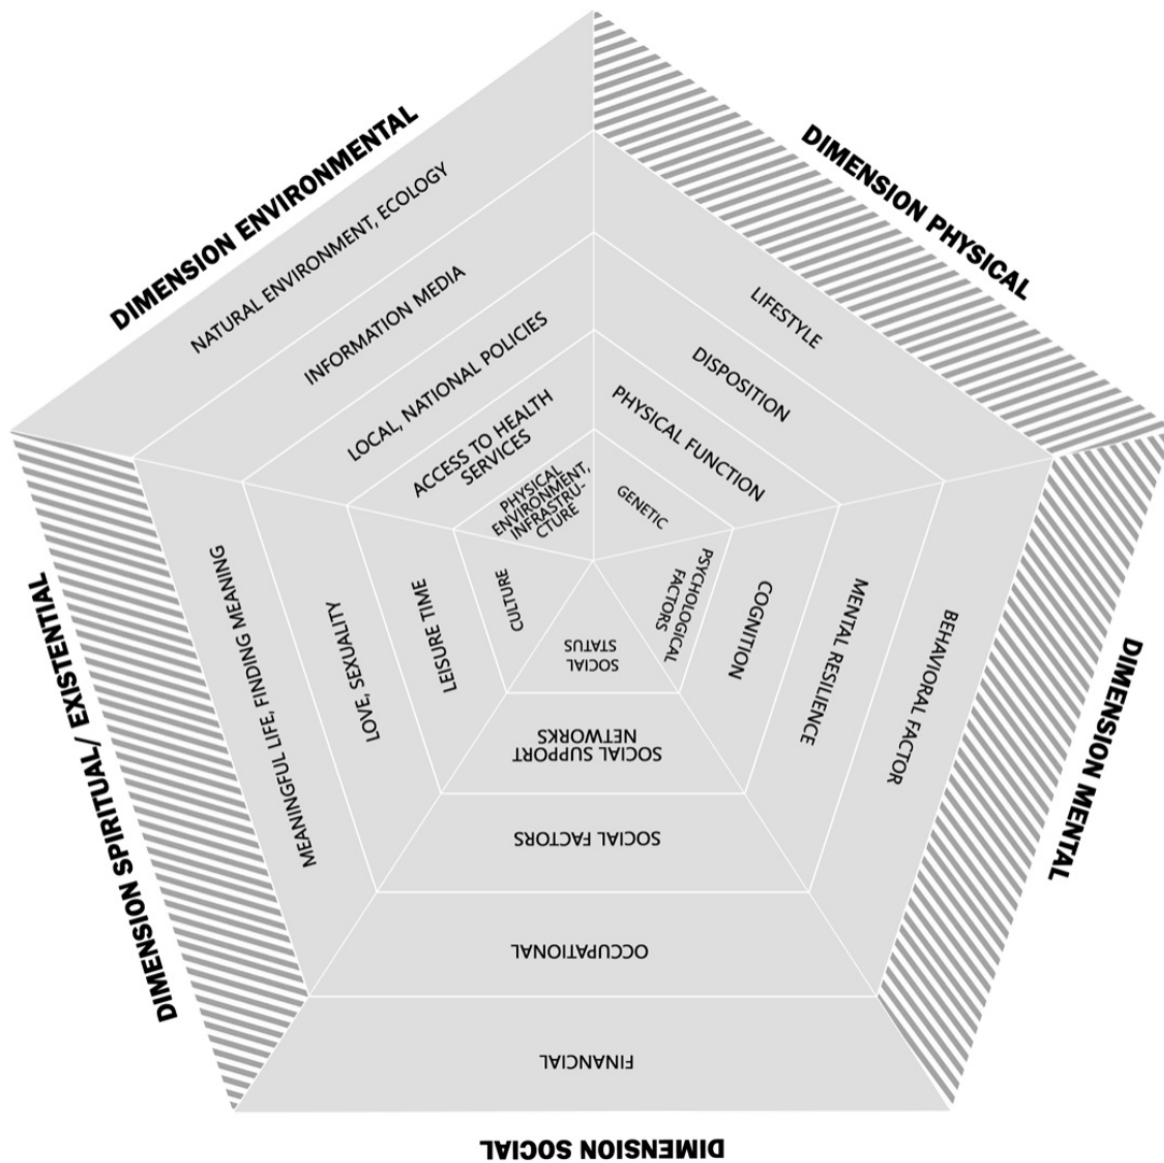 DIMENSION ENVIRONMENTAL
NATURAL ENVIRONMENT, ECOLOGY
INFORMATION MEDIA
LOCAL, NATIONAL POLICIES
ACCESS TO HEALTH
SERVICES
PHYSICAL
ENVIRONMENT,
INFRASTRU-
CTURE
DIMENSION PHYSICAL
LIFESTYLE
DISPOSITION
PHYSICAL FUNCTION
GENETIC
DIMENSION MENTAL
BEHAVIORAL FACTOR
MENTAL RESILIENCE
COGNITION
PSYCHOLOGICAL
FACTORS
DIMENSION SOCIAL
FINANCIAL
OCCUPATIONAL
SOCIAL FACTORS
SOCIAL SUPPORT
NETWORKS
SOCIAL
STATUS
DIMENSION SPIRITUAL/ EXISTENTIAL
MEANINGFUL LIFE, FINDING MEANING
LOVE, SEXUALITY
LEISURE TIME
CULTURE